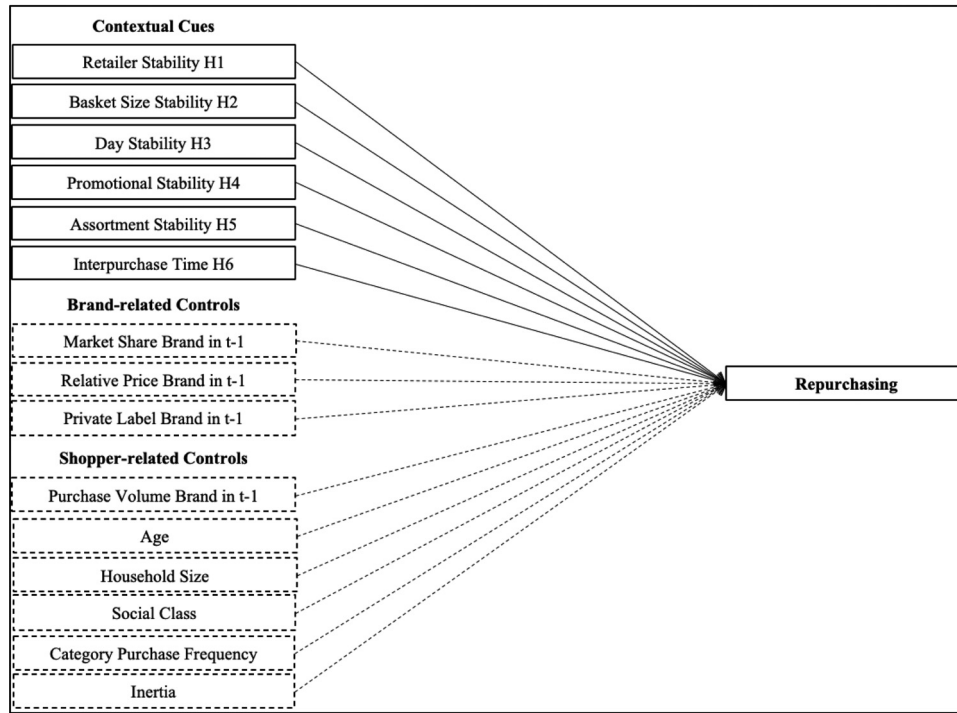 Contextual Cues
Retailer Stability H1
Basket Size Stability H2
Day Stability H3
Promotional Stability H4
Assortment Stability H5
Interpurchase Time H6
Brand-related Controls
Market Share Brand in t-1
Relative Price Brand in t-1
Private Label Brand in t-1
Repurchasing
Shopper-related Controls
Purchase Volume Brand in t-1
Age
Household Size
Social Class
Category Purchase Frequency
Inertia